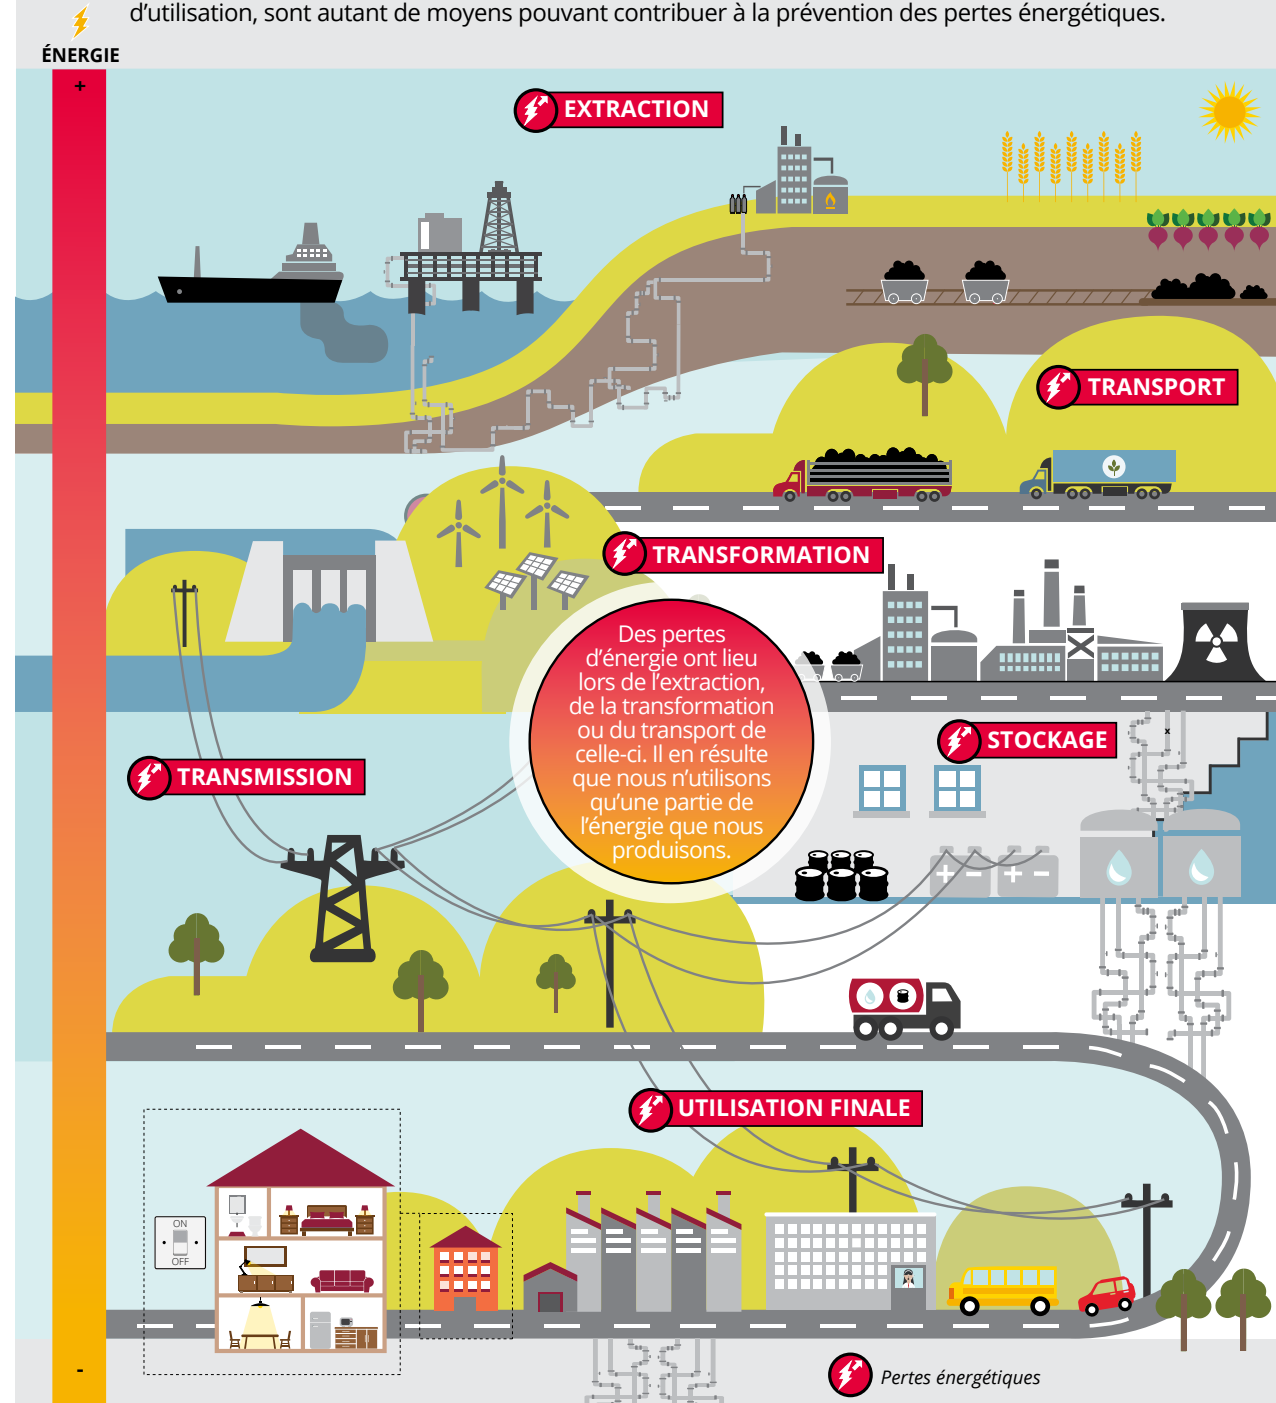 d'utilisation, sont autant de moyens pouvant contribuer à la prévention des pertes énergétiques.
ÉNERGIE
+
EXTRACTION
TRANSPORT
TRANSFORMATION
Des pertes
d'énergie ont lieu
lors de l'extraction,
de la transformation
ou du transport de
celle-ci. Il en résulte
que nous n'utilisons
qu'une partie de
l'énergie que nous
produisons.
STOCKAGE
x
TRANSMISSION
+ - + -
UTILISATION FINALE
ON
OFF
-
Pertes énergétiques